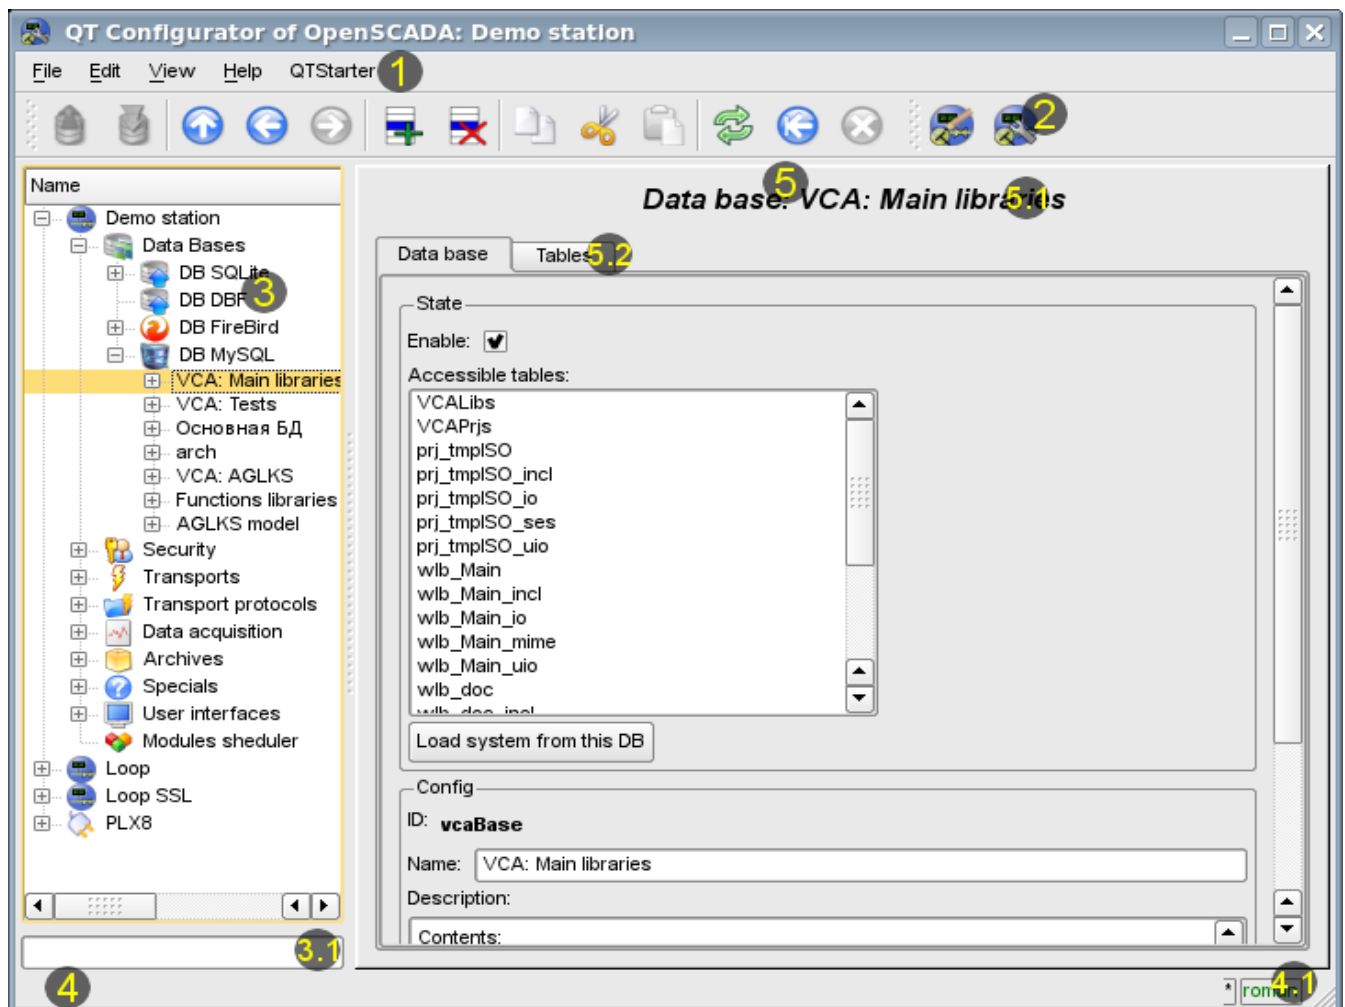 QT Configurator of OpenSCADA: Demo station
File Edit View Help QTStarter 1
2
Name
Demo station
Data Bases
DB SQLite
3
DB DBF
DB FireBird
DB MySQL
VCA: Main libraries
VCA: Tests
Основная БД
arch
VCA: AGLKS
Functions libraries
AGLKS model
Security
Transports
Transport protocols
Data acquisition
Archives
Specials
User interfaces
Modules sheduler
Loop
Loop SSL
PLX8
3.1
4
5
Data base: VCA: Main libraries
5.1
Data base Tables 5.2
State
Enable:
Accessible tables:
VCALibs
VCAPrjs
prj_tmplSO
prj_tmplSO_incl
prj_tmplSO_io
prj_tmplSO_ses
prj_tmplSO_uio
wlb_Main
wlb_Main_incl
wlb_Main_io
wlb_Main_mime
wlb_Main_uio
wlb_doc
wlb_doc_incl
Load system from this DB
Config
ID: vcaBase
Name: VCA: Main libraries
Description:
Contents:
* 4.1